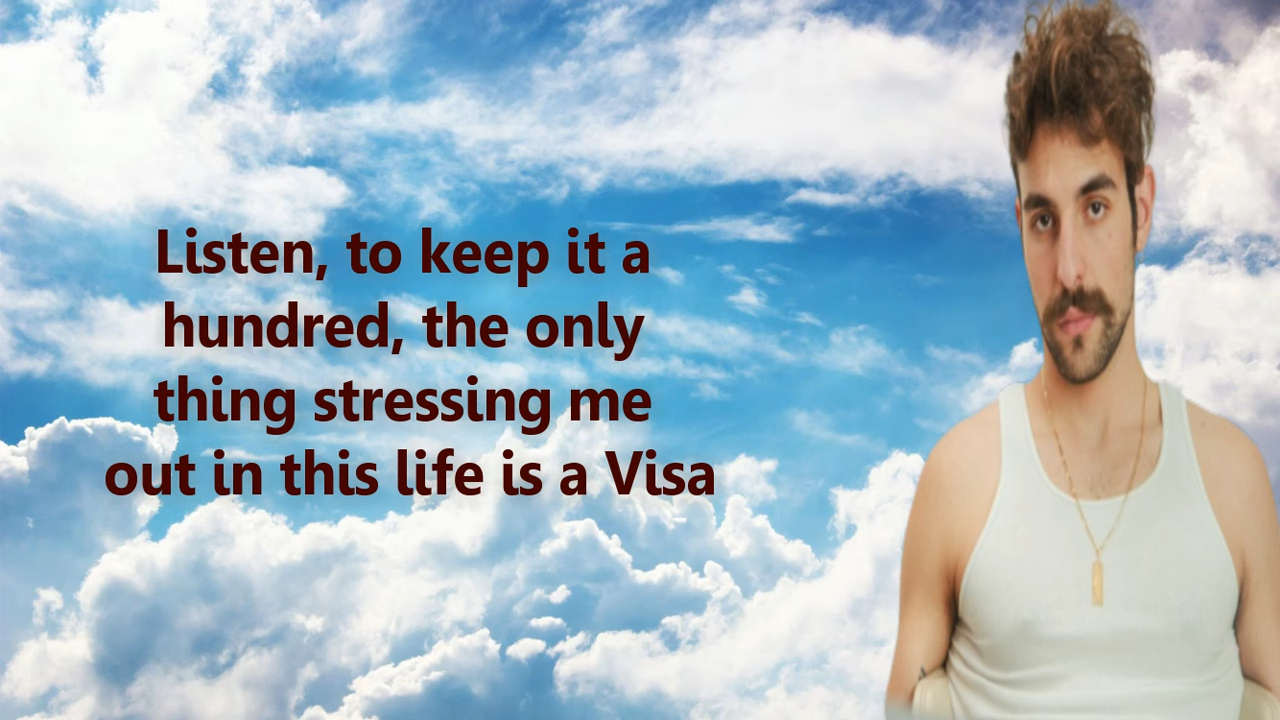 Listen, to keep it a
hundred, the only
thing stressing me
out in this life is a Visa